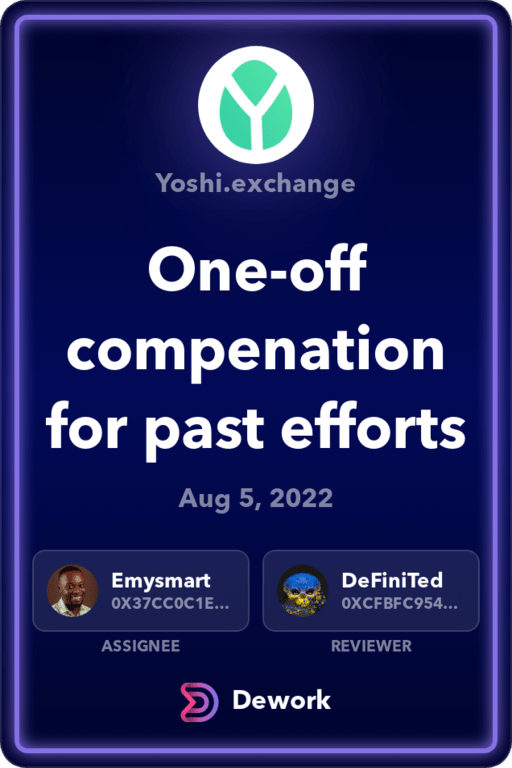 Yoshi.exchange
One-off
compenation
for past efforts
Aug 5, 2022
Emysmart
0X37CC0C1E...
ASSIGNEE
DeFiniTed
0XCFBFC954...
REVIEWER
Dework